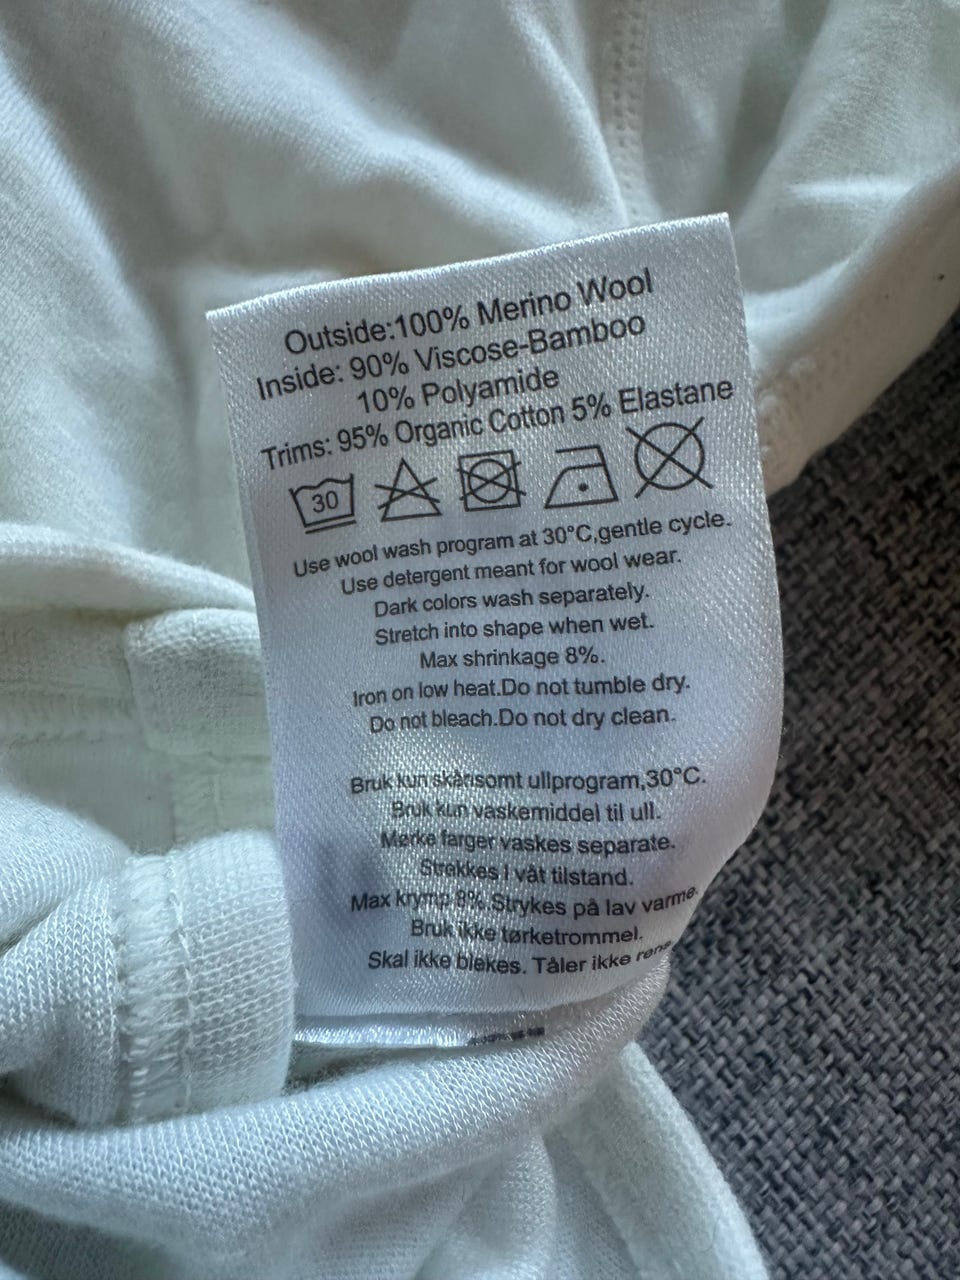 Outside:100% Merino Wool
Inside: 90% Viscose-Bamboo
10% Polyamide
Trims: 95% Organic Cotton 5% Elastane
30
Use wool wash program at 30°C,gentle cycle.
Use detergent meant for wool wear.
Dark colors wash separately.
Stretch into shape when wet.
Max shrinkage 8%.
Iron on low heat.Do not tumble dry.
Do not bleach.Do not dry clean.
Bruk kun skånsomt ullprogram,30°C.
Bruk kun vaskemiddel til ull.
Mørke farger vaskes separate.
Strekkes I våt tilstand.
Max krymp 8%.Strykes på lav varme.
Bruk ikke tørketrommel.
Skal ikke blekes. Tåler ikke